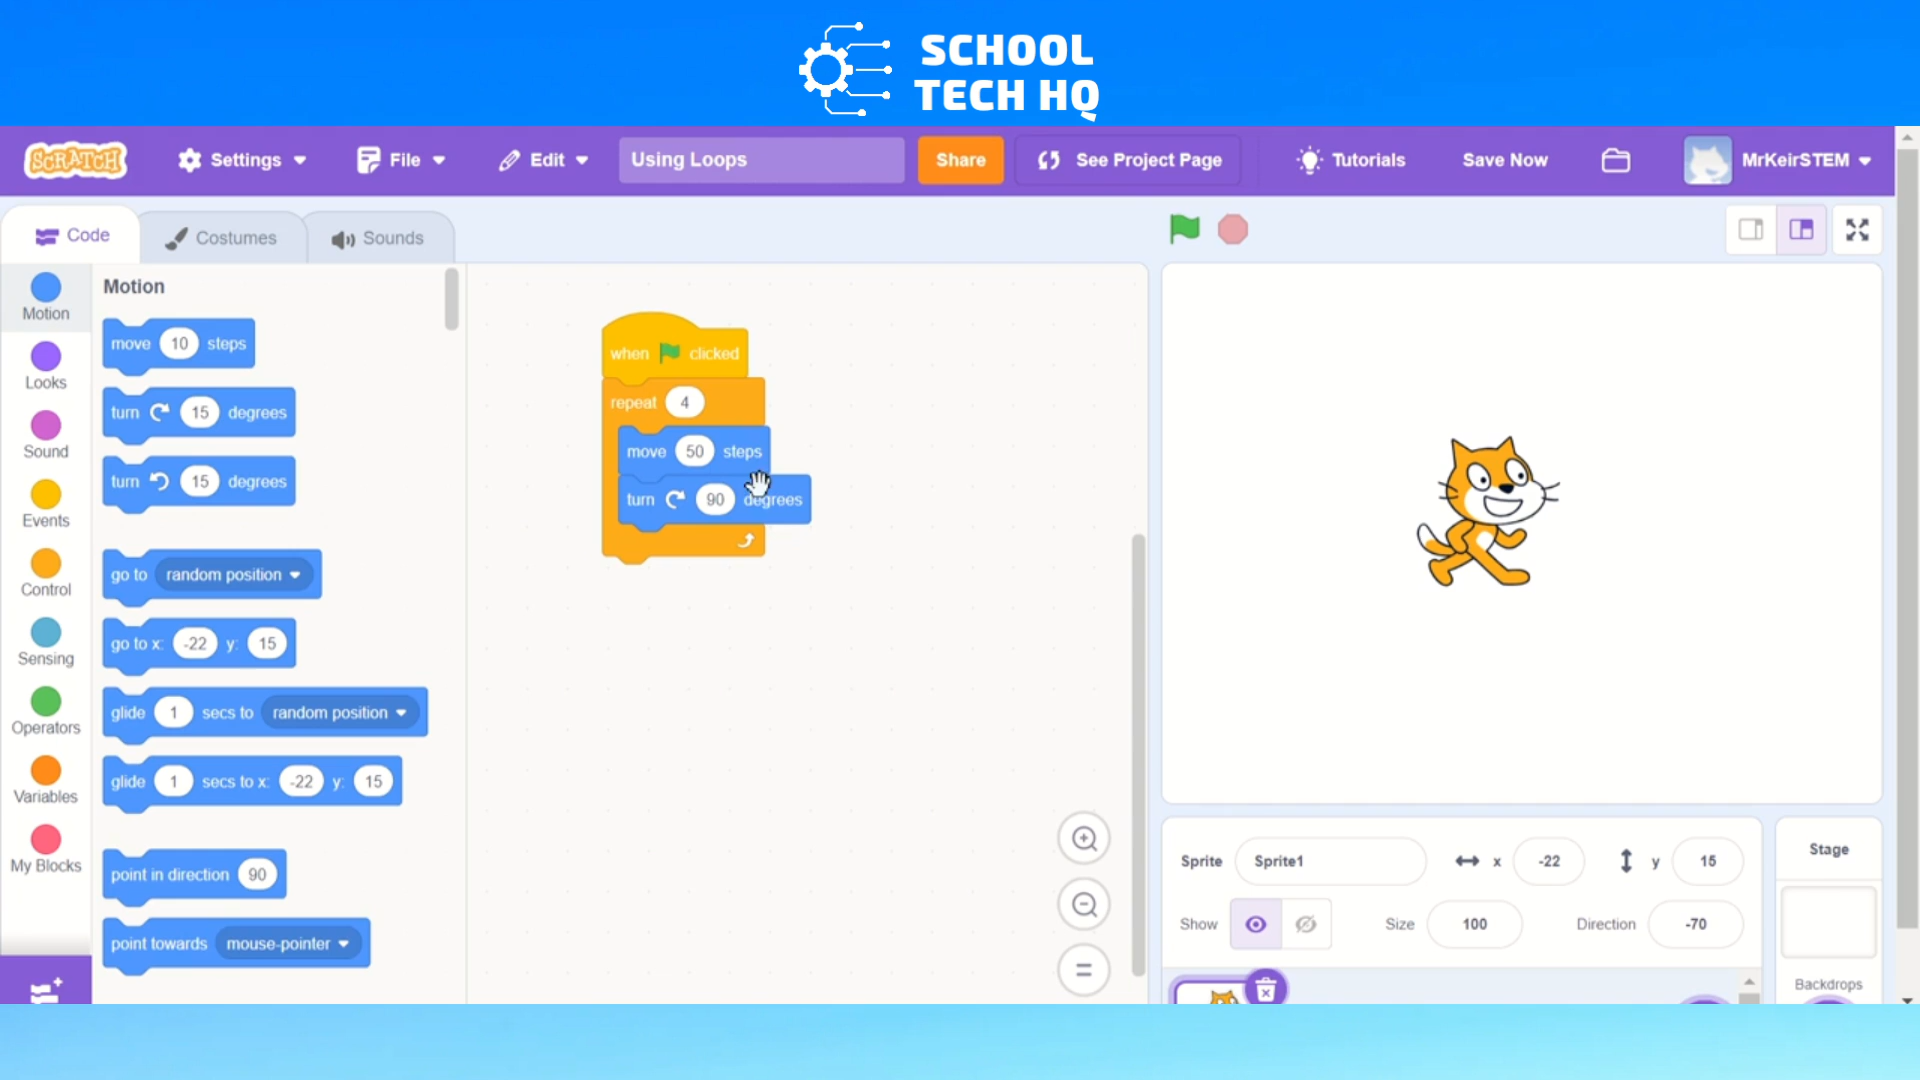 SCHOOL
TECH HQ
SCRATCH
Settings
File
Edit
Using Loops
Share
See Project Page
Tutorials
Save Now
MrKeirSTEM
Code
Costumes
Sounds
Motion
Looks
Sound
Events
Control
Sensing
Operators
Variables
My Blocks
Motion
move 10 steps
turn 15 degrees
turn 15 degrees
go to random position
go to x: -22 y: 15
glide 1 secs to random position
glide 1 secs to x: -22 y: 15
point in direction 90
point towards mouse-pointer
when clicked
repeat 4
move 50 steps
turn 90 degrees
Sprite Sprite1 x -22 y 15
Show Size 100 Direction -70
Stage
Backdrops